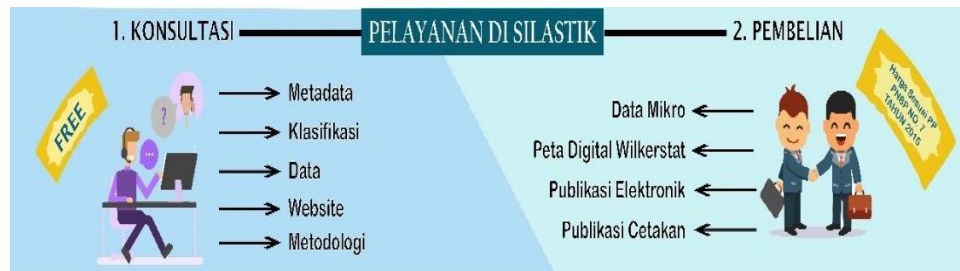 1. KONSULTASI
PELAYANAN DI SILASTIK
2. PEMBELIAN
FREE
?
Metadata
Klasifikasi
Data
Website
Metodologi
Data Mikro
Peta Digital Wilkerstat
Publikasi Elektronik
Publikasi Cetakan
Harga Sesuai PP
PNBP NO. 7
TAHUN 2015